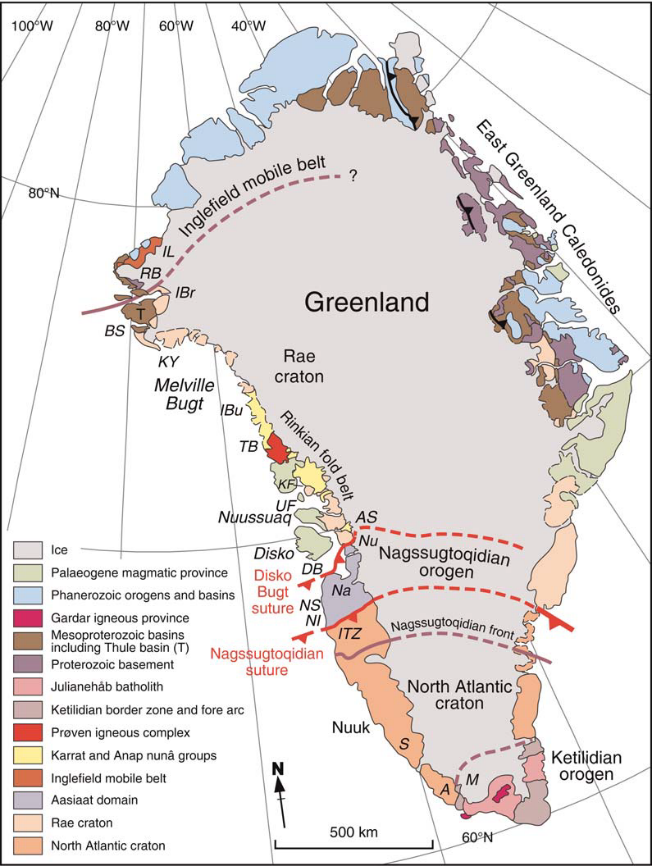 100°W
80°W
60°W
40°W
80°N
Inglefield mobile belt
?
East Greenland Caledonides
IL
RB
IBr
T
BS
KY
Greenland
Rae
craton
Melville
Bugt
IBu
TB
Rinkian fold belt
KF
UF
Nuussuaq
AS
Nu
Disko
DB
Nagssugtoqidian
orogen
Disko
Bugt
suture
Na
NS
NI
ITZ
Nagssugtoqidian front
Nagssugtoqidian
suture
North Atlantic
craton
Nuuk
S
A
M
Ketilidian
orogen
N
500 km
60°N
Ice
Palaeogene magmatic province
Phanerozoic orogens and basins
Gardar igneous province
Mesoproterozoic basins
including Thule basin (T)
Proterozoic basement
Julianehåb batholith
Ketilidian border zone and fore arc
Prøven igneous complex
Karrat and Anap nunâ groups
Inglefield mobile belt
Aasiaat domain
Rae craton
North Atlantic craton